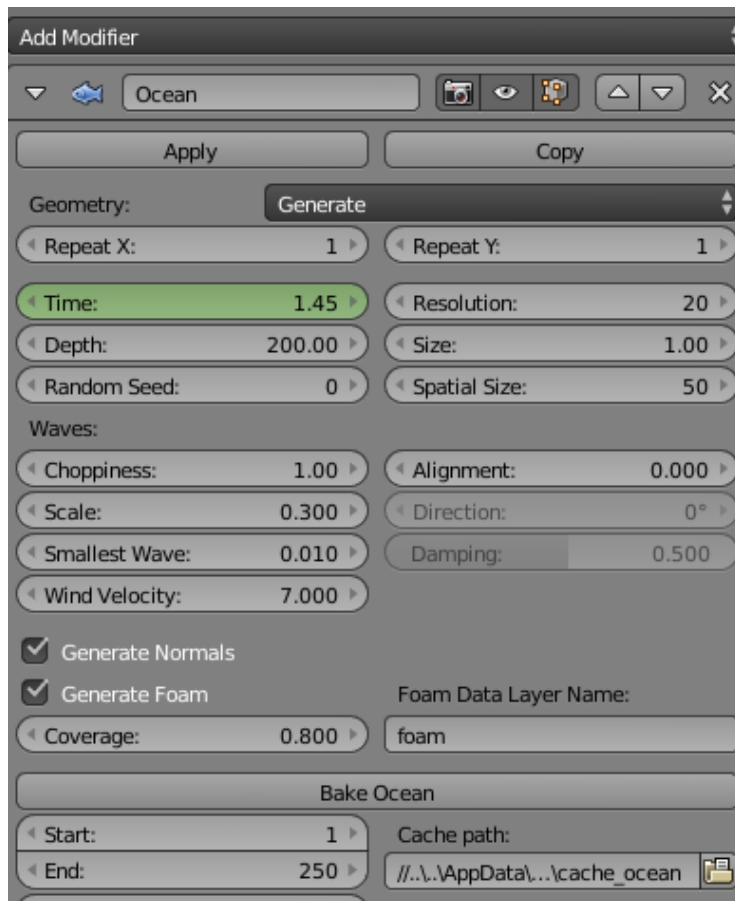 Add Modifier
Ocean
Apply Copy
Geometry: Generate
Repeat X: 1 Repeat Y: 1
Time: 1.45 Resolution: 20
Depth: 200.00 Size: 1.00
Random Seed: 0 Spatial Size: 50
Waves:
Choppiness: 1.00 Alignment: 0.000
Scale: 0.300 Direction: 0°
Smallest Wave: 0.010 Damping: 0.500
Wind Velocity: 7.000
Generate Normals
Generate Foam Foam Data Layer Name:
Coverage: 0.800 foam
Bake Ocean
Start: 1 Cache path:
End: 250 //..\..\AppData\...\cache_ocean